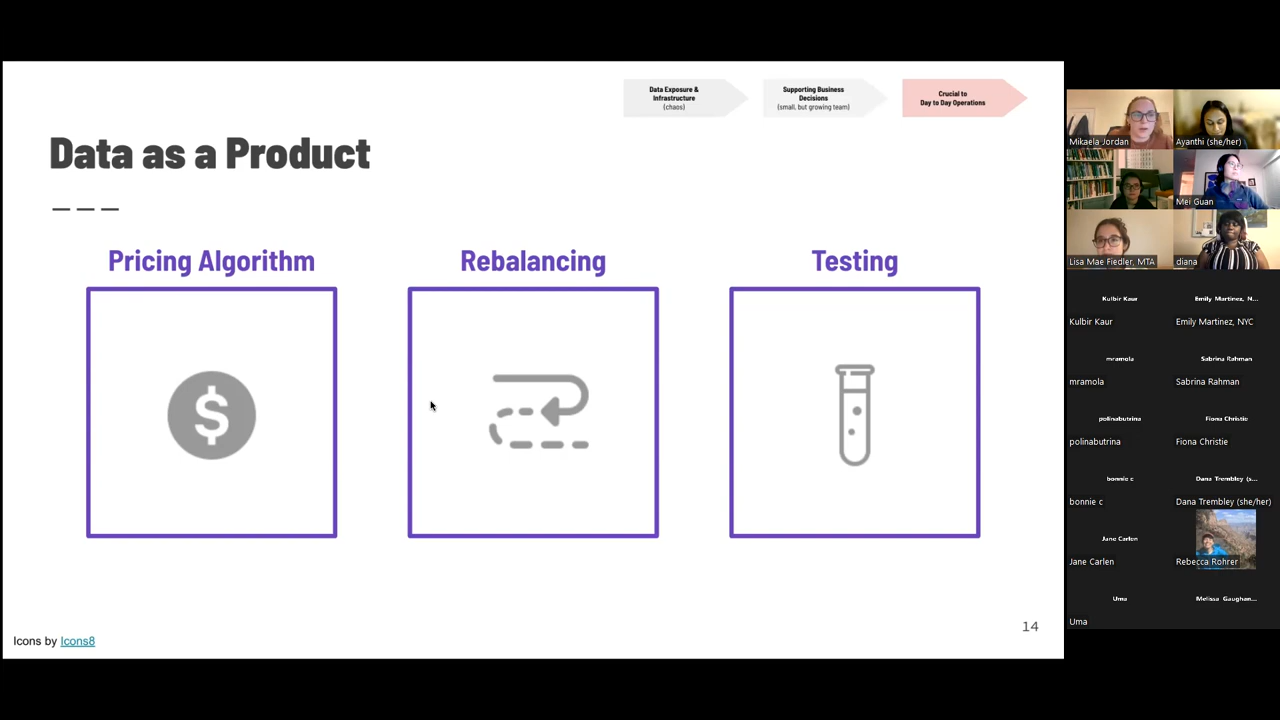 Data Exposure &
Infrastructure
(chaos)
Supporting Business
Decisions
(small, but growing team)
Crucial to
Day to Day Operations
Data as a Product
Pricing Algorithm
Rebalancing
Testing
$
Icons by Icons8
14
Mikaela Jordan
Ayanthi (she/her)
Mei Guan
Lisa Mae Fiedler, MTA
diana
Kulbir Kaur
Emily Martinez, N...
Kulbir Kaur
Emily Martinez, NYC
mramola
Sabrina Rahman
mramola
Sabrina Rahman
polinabutrina
Fiona Christie
polinabutrina
Fiona Christie
bonnie c
Dana Trembley (s...
bonnie c
Dana Trembley (she/her)
Jane Carlen
Jane Carlen
Rebecca Rohrer
Uma
Melissa Gaughan...
Uma